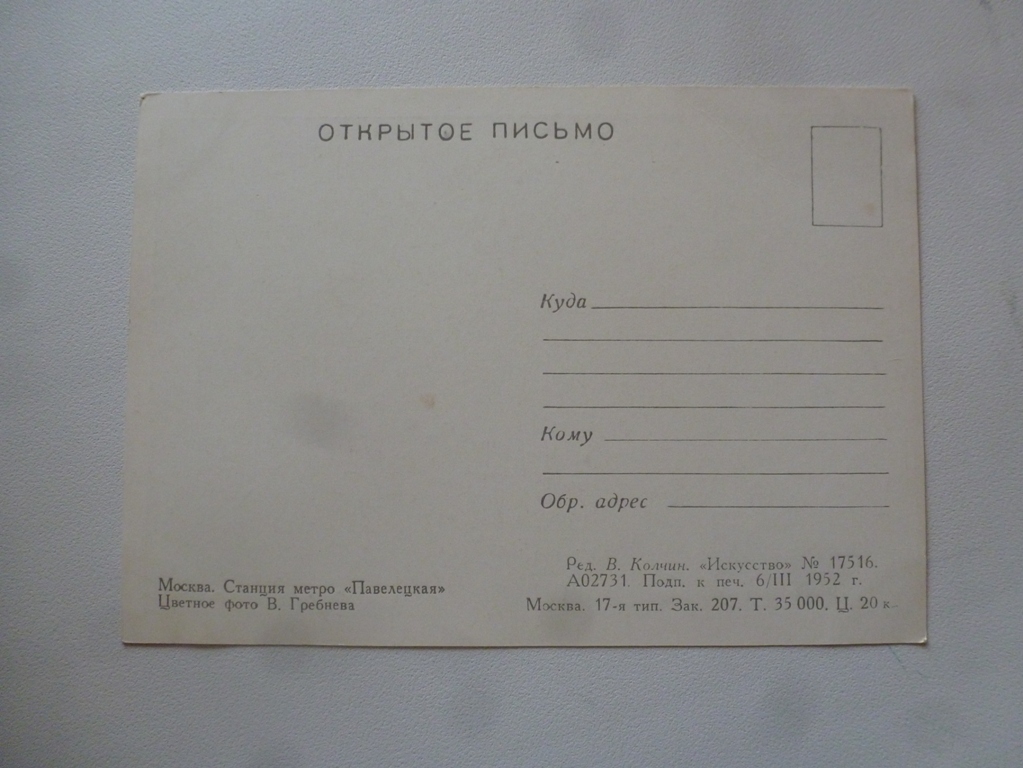 ОТКРЫТОЕ ПИСЬМО
Куда
Кому
Обр. адрес
Москва. Станция метро «Павелецкая»
Цветное фото В. Гребнева
Ред. В. Колчин. «Искусство» № 17516.
А02731. Подп. к печ. 6/III 1952 г.
Москва. 17-я тип. Зак. 207. Т. 35 000. Ц. 20 к.